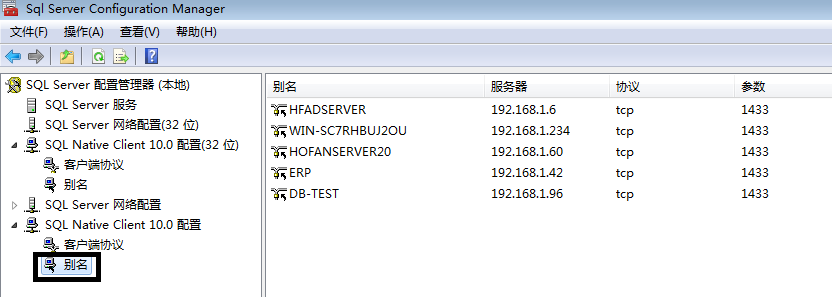 Sql Server Configuration Manager
文件(F) 操作(A) 查看(V) 帮助(H)
SQL Server 配置管理器 (本地)
SQL Server 服务
SQL Server 网络配置(32 位)
SQL Native Client 10.0 配置(32 位)
客户端协议
别名
SQL Server 网络配置
SQL Native Client 10.0 配置
客户端协议
别名
别名 服务器 协议 参数
HFADSERVER 192.168.1.6 tcp 1433
WIN-SC7RHBUJ2OU 192.168.1.234 tcp 1433
HOFANSERVER20 192.168.1.60 tcp 1433
ERP 192.168.1.42 tcp 1433
DB-TEST 192.168.1.96 tcp 1433